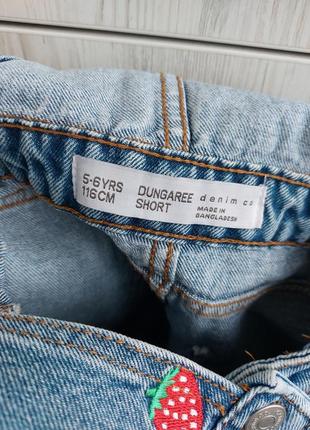 5-6YRS
116CM
DUNGAREE
SHORT
denim co
MADE IN
BANGLADESH